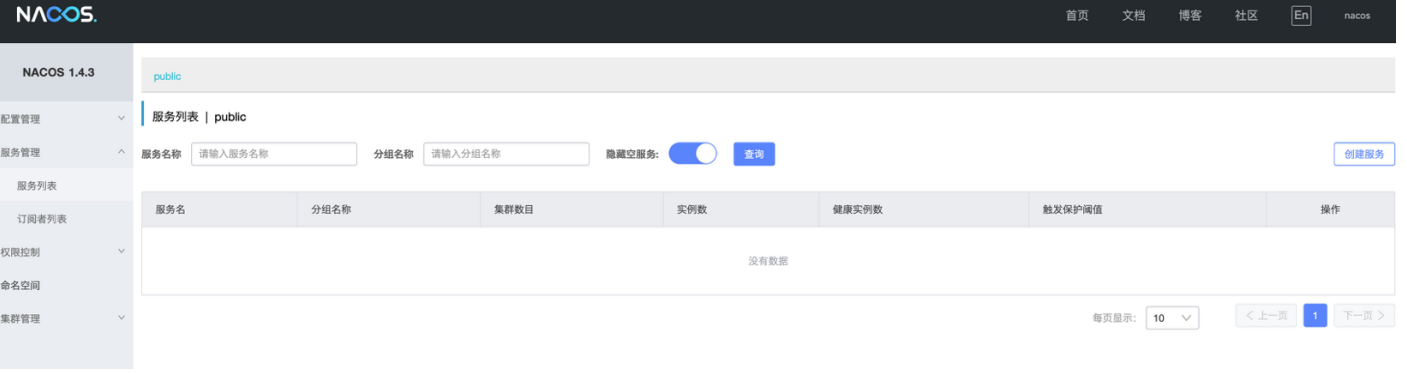 NACOS.
首页 文档 博客 社区 En nacos
NACOS 1.4.3
配置管理
服务管理
服务列表
订阅者列表
权限控制
命名空间
集群管理
public
服务列表 | public
服务名称 请输入服务名称 分组名称 请输入分组名称 隐藏空服务: 查询 创建服务
服务名 分组名称 集群数目 实例数 健康实例数 触发保护阈值 操作
没有数据
每页显示: 10 < 上一页 1 下一页 >